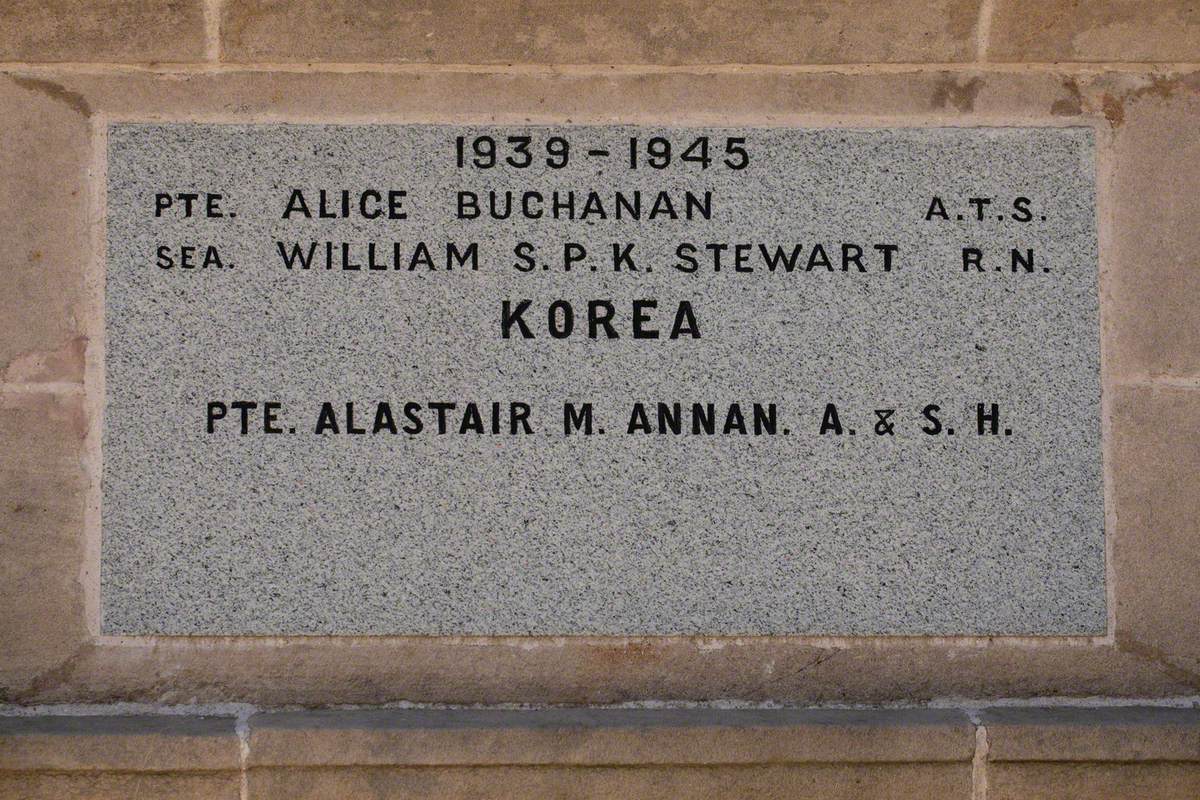 1939 - 1945
PTE. ALICE BUCHANAN A.T.S.
SEA. WILLIAM S.P.K. STEWART R.N.
KOREA
PTE. ALASTAIR M. ANNAN. A. & S. H.